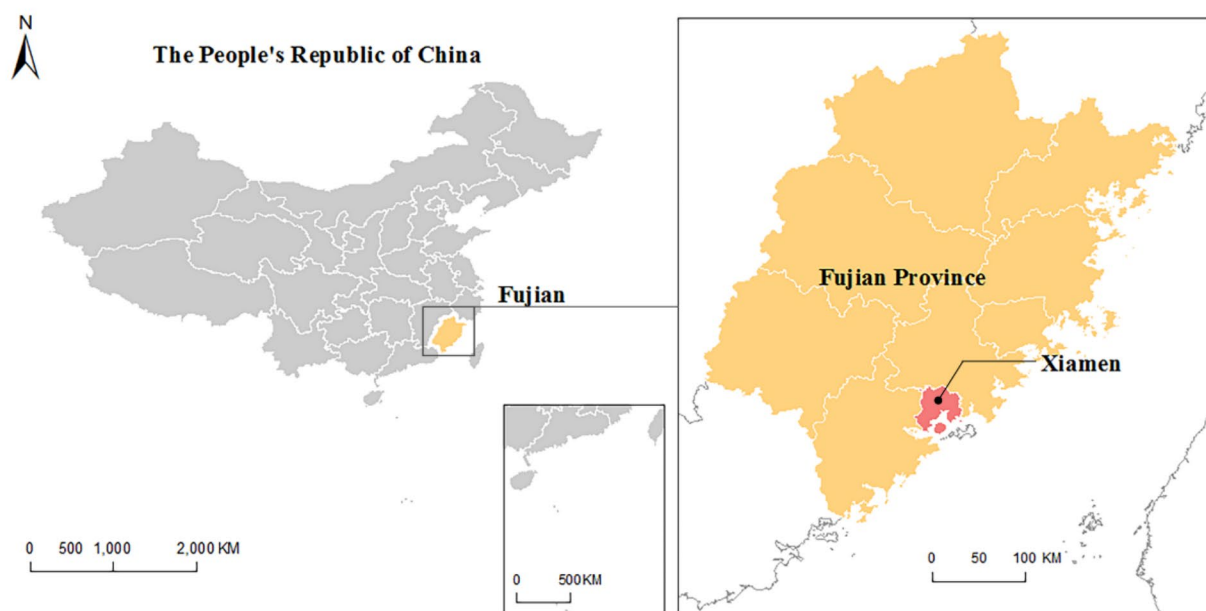 N
The People's Republic of China
Fujian
Fujian Province
Xiamen
0 500 1,000 2,000 KM
0 500KM
0 50 100 KM